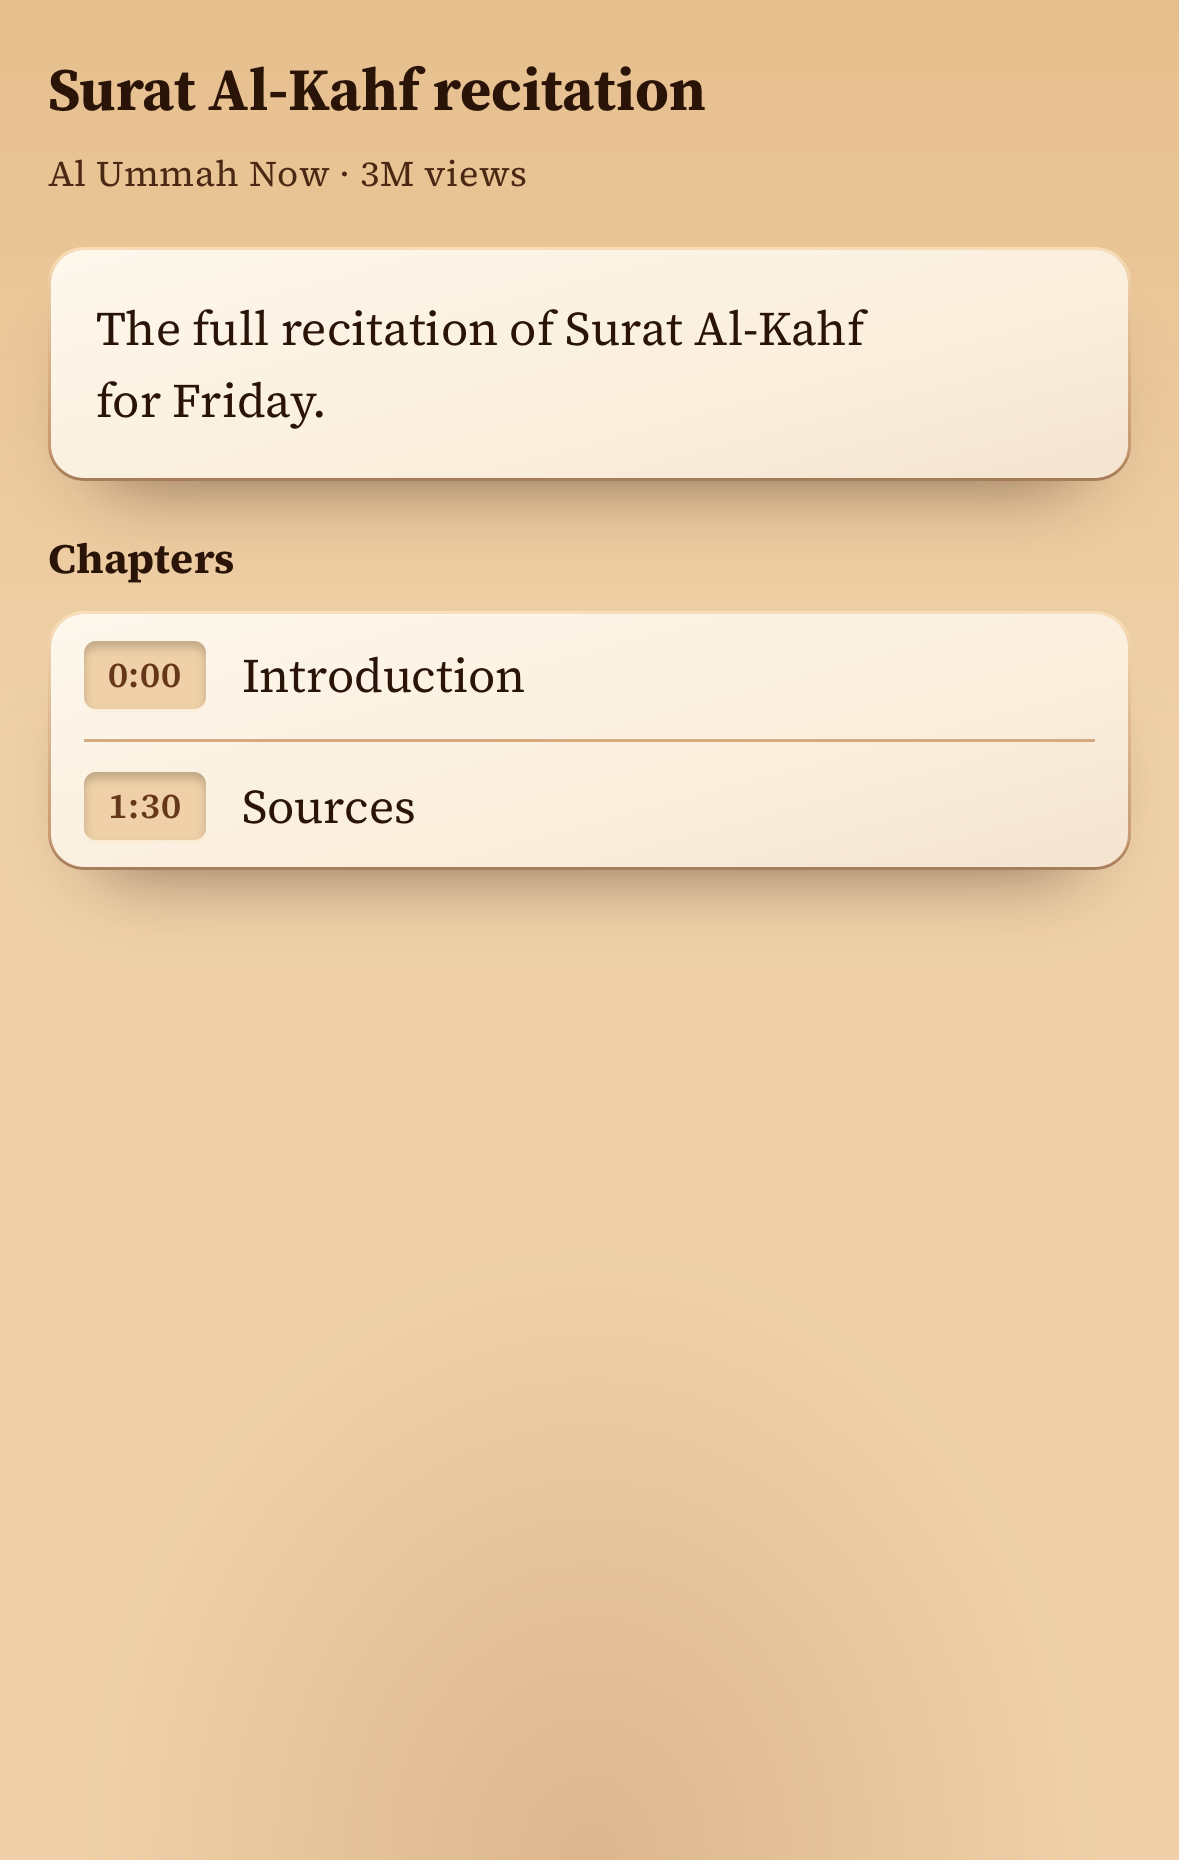 Surat Al-Kahf recitation
Al Ummah Now · 3M views
The full recitation of Surat Al-Kahf
for Friday.
Chapters
0:00 Introduction
1:30 Sources